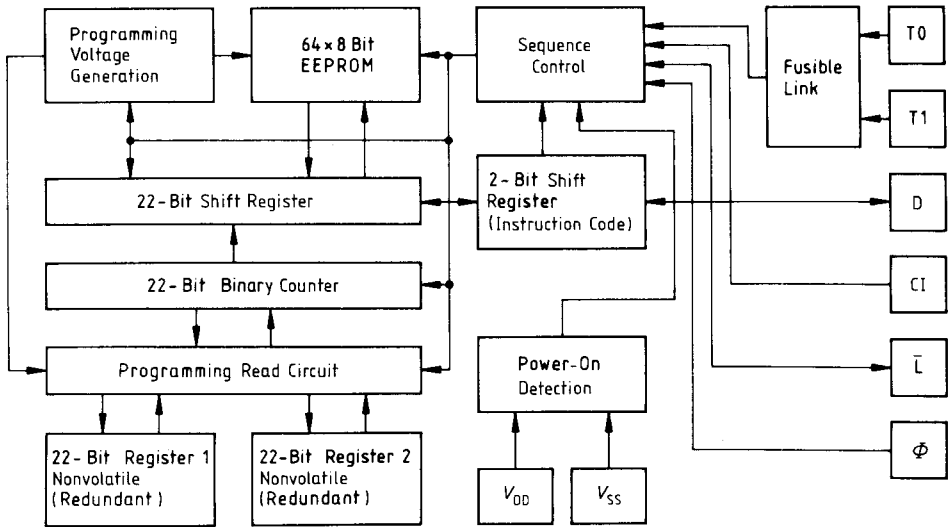 Programming
Voltage
Generation
64×8 Bit
EEPROM
Sequence
Control
Fusible
Link
T0
T1
22-Bit Shift Register
2-Bit Shift
Register
(Instruction Code)
D
22-Bit Binary Counter
CI
Programming Read Circuit
Power-On
Detection
L̅
22-Bit Register 1
Nonvolatile
(Redundant)
22-Bit Register 2
Nonvolatile
(Redundant)
V_DD
V_SS
Φ